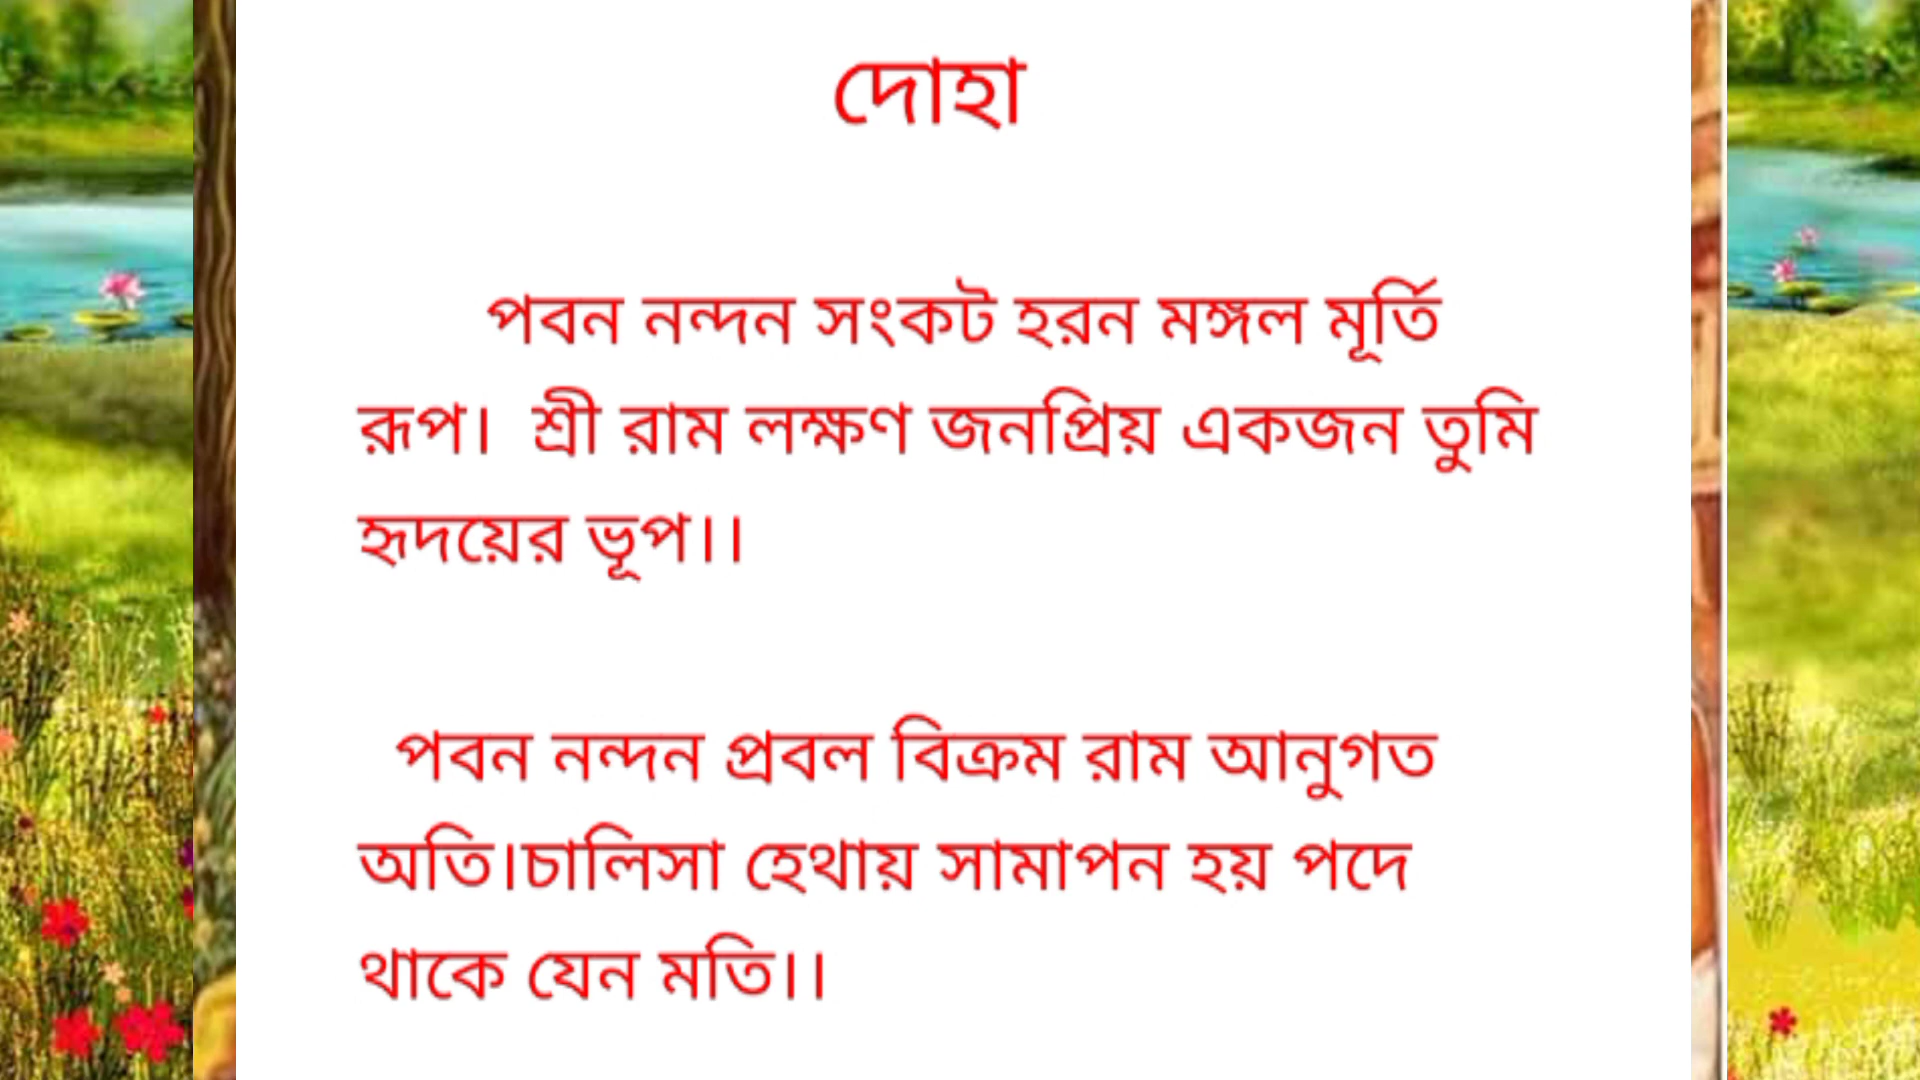 দোহা
পবন নন্দন সংকট হরন মঙ্গল মূর্তি
রূপ। শ্রী রাম লক্ষণ জনপ্রিয় একজন তুমি
হৃদয়ের ভূপ।।
পবন নন্দন প্রবল বিক্রম রাম আনুগত
অতি।চালিসা হেথায় সামাপন হয় পদে
থাকে যেন মতি।।